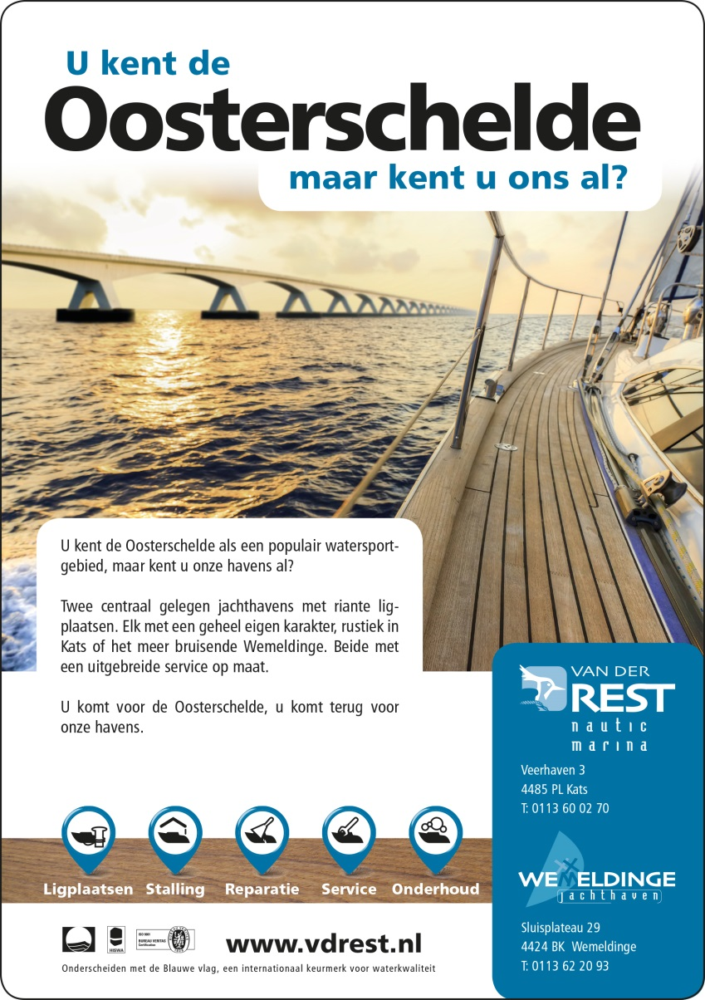 U kent de
Oosterschelde
maar kent u ons al?
U kent de Oosterschelde als een populair watersport-
gebied, maar kent u onze havens al?
Twee centraal gelegen jachthavens met riante lig-
plaatsen. Elk met een geheel eigen karakter, rustiek in
Kats of het meer bruisende Wemeldinge. Beide met
een uitgebreide service op maat.
U komt voor de Oosterschelde, u komt terug voor
onze havens.
VAN DER
REST
nautic
marina
Veerhaven 3
4485 PL Kats
T: 0113 60 02 70
WEMELDINGE
jachthaven
Sluisplateau 29
4424 BK Wemeldinge
T: 0113 62 20 93
Ligplaatsen Stalling Reparatie Service Onderhoud
HISWA
ISO 9001
BUREAU VERITAS
Certification
www.vdrest.nl
Onderscheiden met de Blauwe vlag, een internationaal keurmerk voor waterkwaliteit